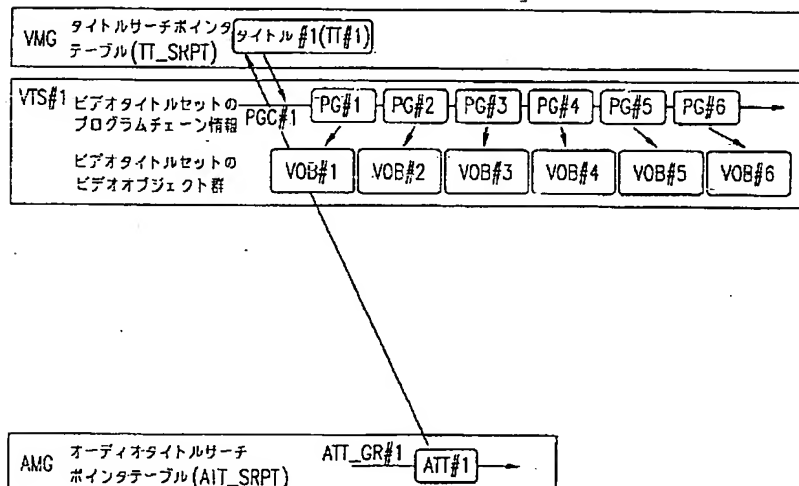 VMG タイトルサーチポインタ
テーブル(TT_SRPT)
タイトル #1(TT#1)
VTS#1 ビデオタイトルセットの
プログラムチェーン情報
PGC#1
PG#1 PG#2 PG#3 PG#4 PG#5 PG#6
ビデオタイトルセットの
ビデオオブジェクト群
VOB#1 VOB#2 VOB#3 VOB#4 VOB#5 VOB#6
AMG オーディオタイトルサーチ
ポインタテーブル(ATT_SRPT)
ATT_GR#1
ATT#1